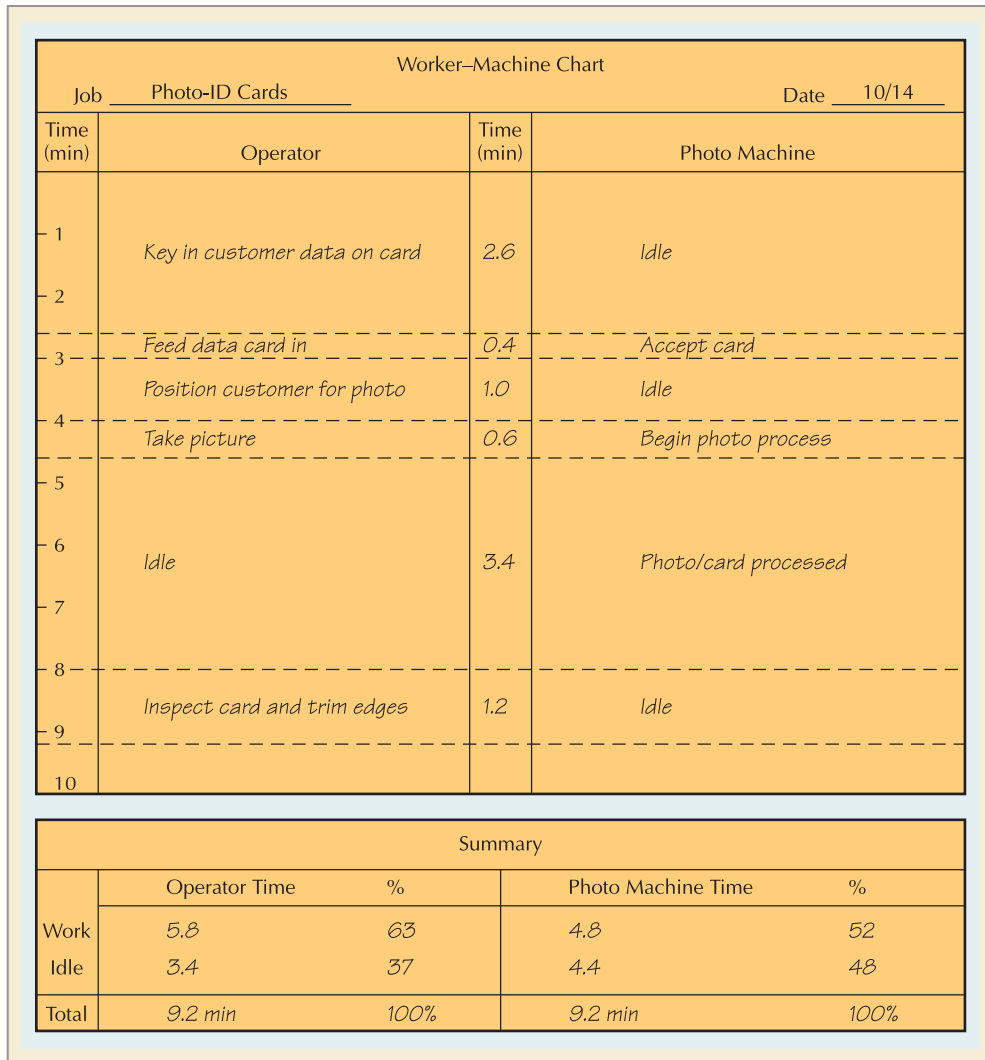 Worker–Machine Chart
Job Photo-ID Cards Date 10/14
Time (min) Operator Time (min) Photo Machine
1
Key in customer data on card 2.6 Idle
2
Feed data card in 0.4 Accept card
3
Position customer for photo 1.0 Idle
4
Take picture 0.6 Begin photo process
5
6
Idle 3.4 Photo/card processed
7
8
Inspect card and trim edges 1.2 Idle
9
10
Summary
Operator Time % Photo Machine Time %
Work 5.8 63 4.8 52
Idle 3.4 37 4.4 48
Total 9.2 min 100% 9.2 min 100%